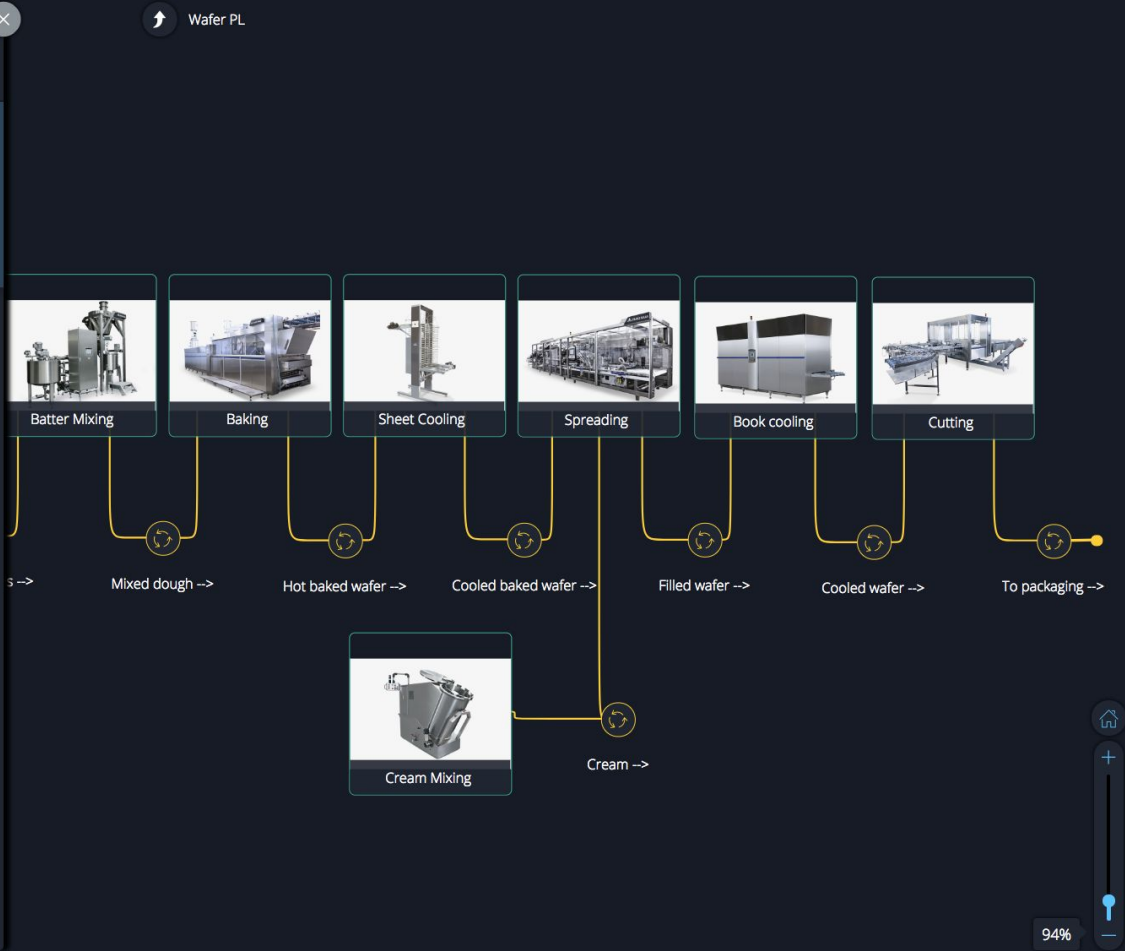 Wafer PL
Batter Mixing
Baking
Sheet Cooling
Spreading
Book cooling
Cutting
s -->
Mixed dough -->
Hot baked wafer -->
Cooled baked wafer -->
Filled wafer -->
Cooled wafer -->
To packaging -->
Cream Mixing
Cream -->
94%